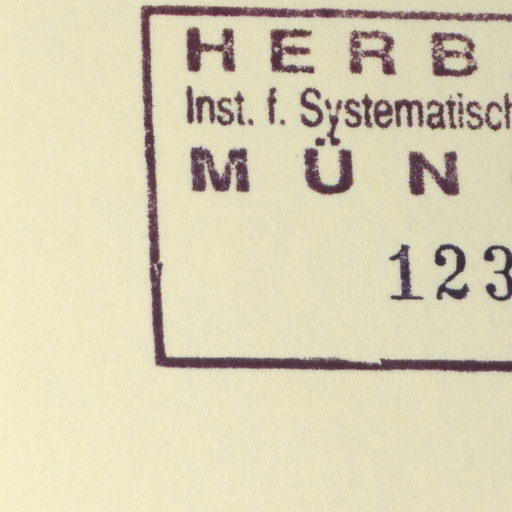 HERB
Inst. f. Systematisch
MÜN
123